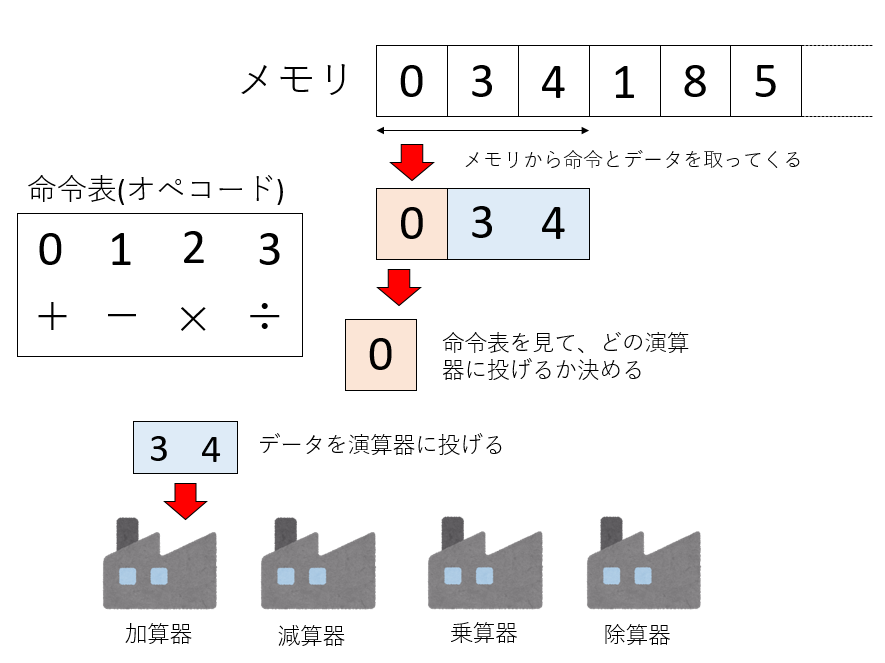 メモリ 0 3 4 1 8 5
メモリから命令とデータを取ってくる
命令表(オペコード)
0 1 2 3
＋ － × ÷
0 3 4
0
命令表を見て、どの演算
器に投げるか決める
3 4
データを演算器に投げる
加算器 減算器 乗算器 除算器